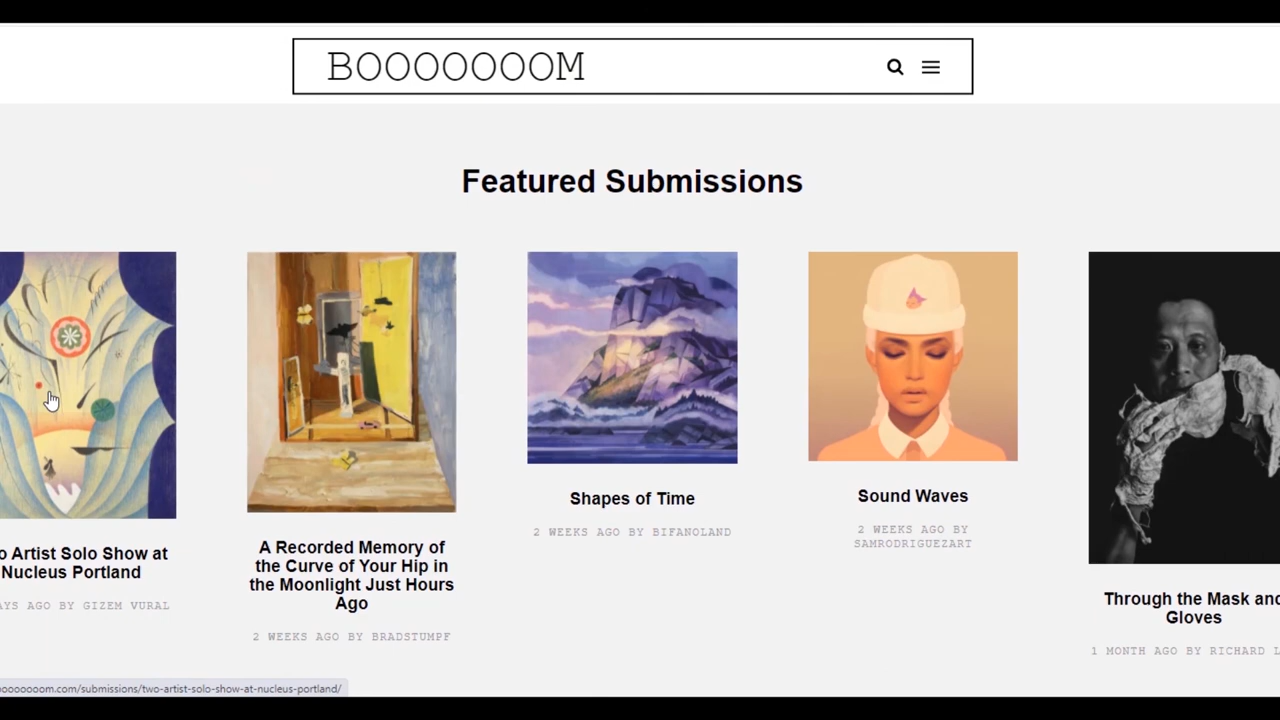 BOOOOOOOM
Featured Submissions
o Artist Solo Show at
Nucleus Portland
AYS AGO BY GIZEM VURAL
A Recorded Memory of
the Curve of Your Hip in
the Moonlight Just Hours
Ago
2 WEEKS AGO BY BRADSTUMPF
Shapes of Time
2 WEEKS AGO BY BIFANOLAND
Sound Waves
2 WEEKS AGO BY
SAMRODRIGUEZART
Through the Mask and
Gloves
1 MONTH AGO BY RICHARD L
ooooooom.com/submissions/two-artist-solo-show-at-nucleus-portland/